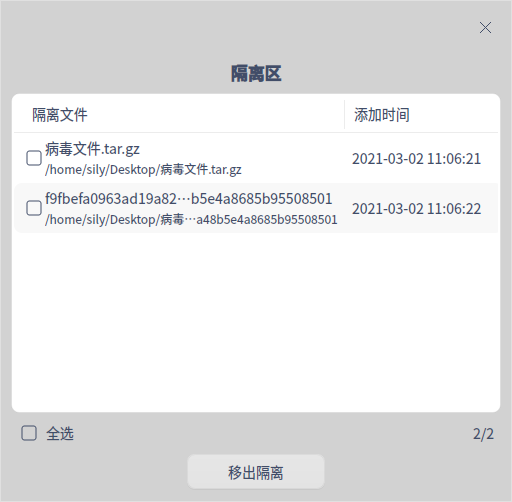 隔离区
隔离文件 添加时间
病毒文件.tar.gz
/home/sily/Desktop/病毒文件.tar.gz
2021-03-02 11:06:21
f9fbefa0963ad19a82···b5e4a8685b95508501
/home/sily/Desktop/病毒···a48b5e4a8685b95508501
2021-03-02 11:06:22
全选 2/2
移出隔离